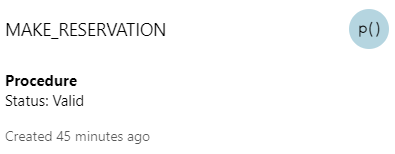 MAKE_RESERVATION
p()
Procedure
Status: Valid
Created 45 minutes ago